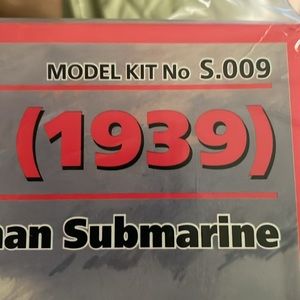 MODEL KIT No S.009
(1939)
man Submarine